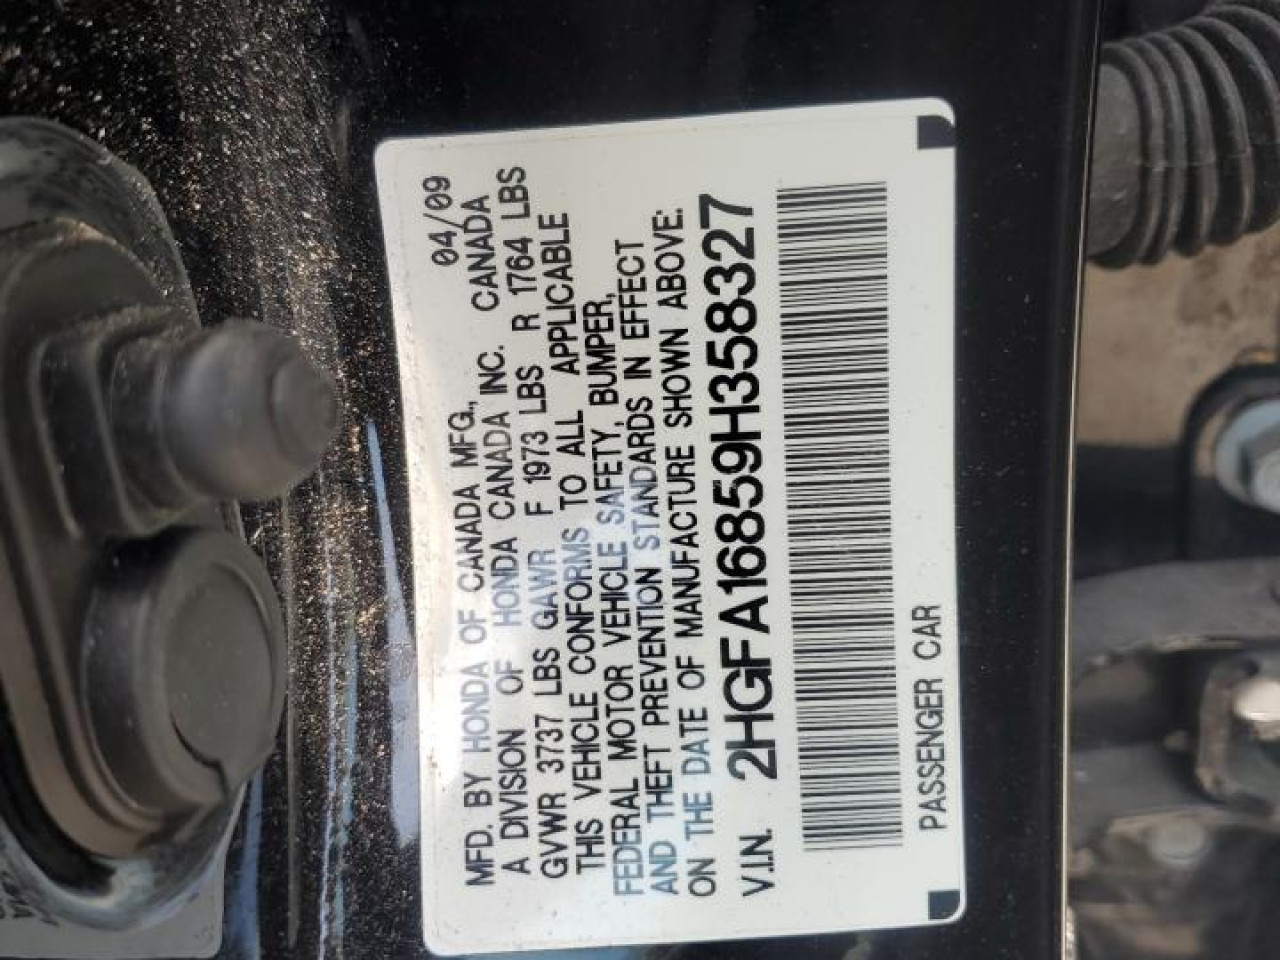 MFD. BY HONDA OF CANADA MFG., 04/09
A DIVISION OF HONDA CANADA INC. CANADA
GVWR 3737 LBS GAWR F 1973 LBS R 1764 LBS
THIS VEHICLE CONFORMS TO ALL APPLICABLE
FEDERAL MOTOR VEHICLE SAFETY, BUMPER,
AND THEFT PREVENTION STANDARDS IN EFFECT
ON THE DATE OF MANUFACTURE SHOWN ABOVE.
V.I.N. 2HGFA16859H358327
PASSENGER CAR